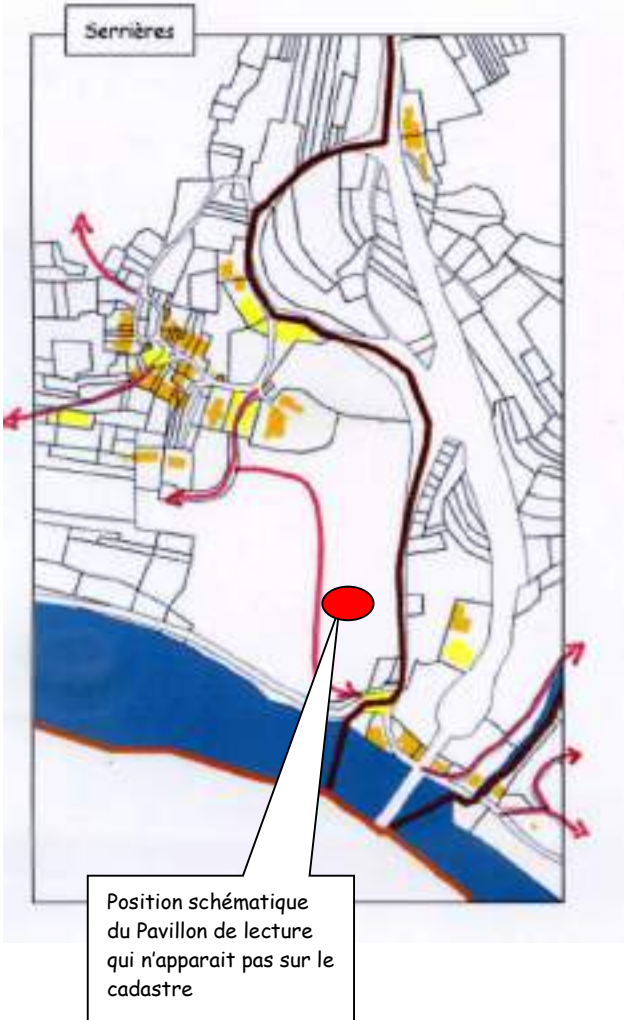 Serrières
Position schématique
du Pavillon de lecture
qui n'apparait pas sur le
cadastre